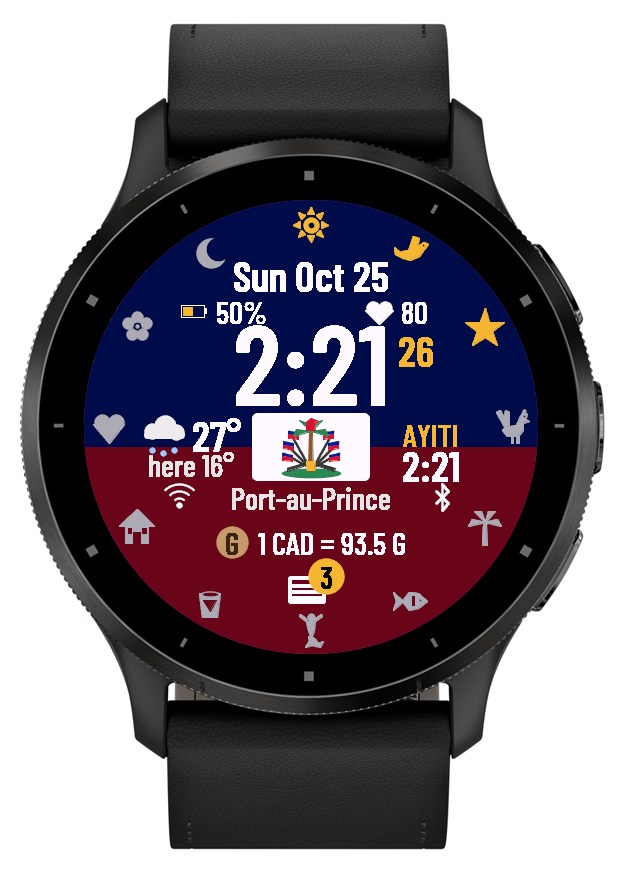 Sun Oct 25
50% 80
2:21 26
27° AYITI
here 16° 2:21
Port-au-Prince
G 1 CAD = 93.5 G
3